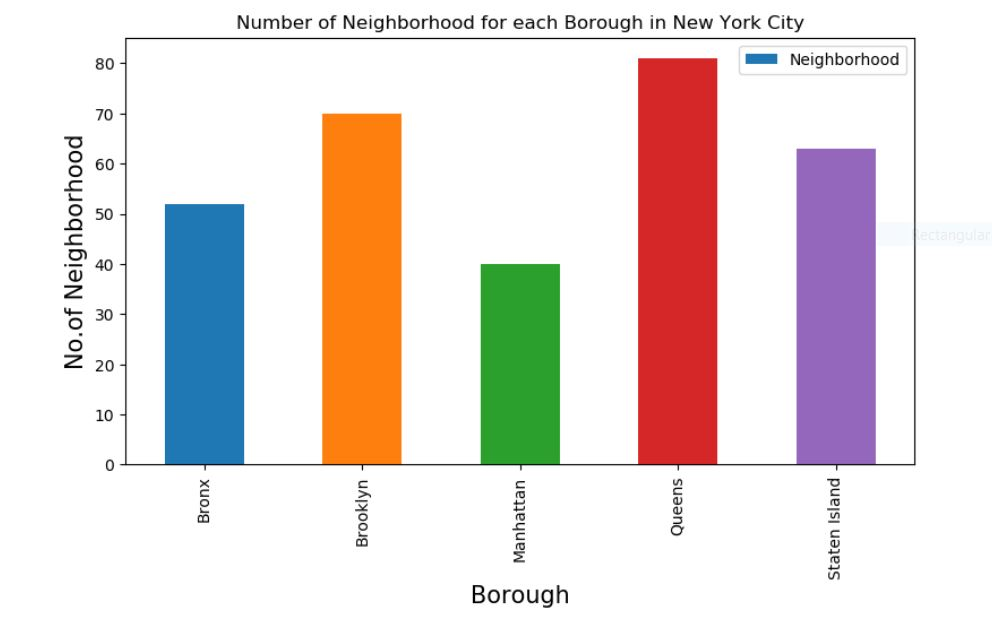 Number of Neighborhood for each Borough in New York City
Neighborhood
No.of Neighborhood
80
70
60
50
40
30
20
10
0
Rectangular
Bronx
Brooklyn
Manhattan
Queens
Staten Island
Borough